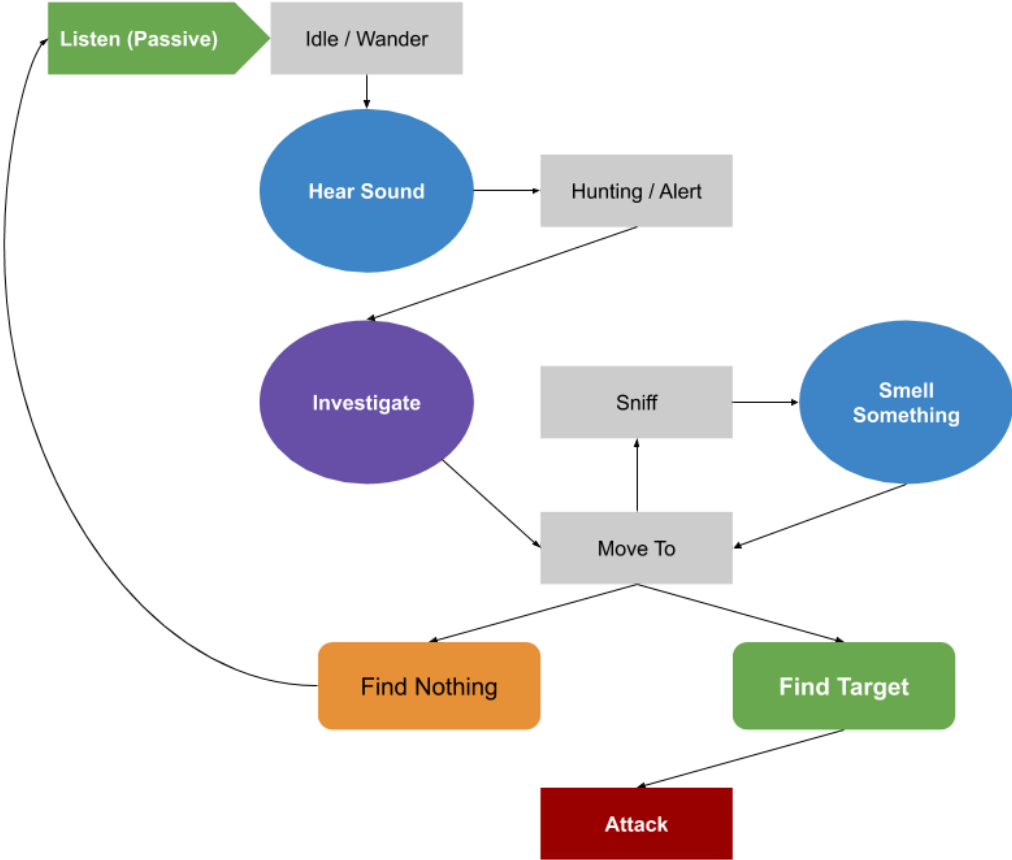 Listen (Passive)
Idle / Wander
Hear Sound
Hunting / Alert
Investigate
Sniff
Smell
Something
Move To
Find Nothing
Find Target
Attack